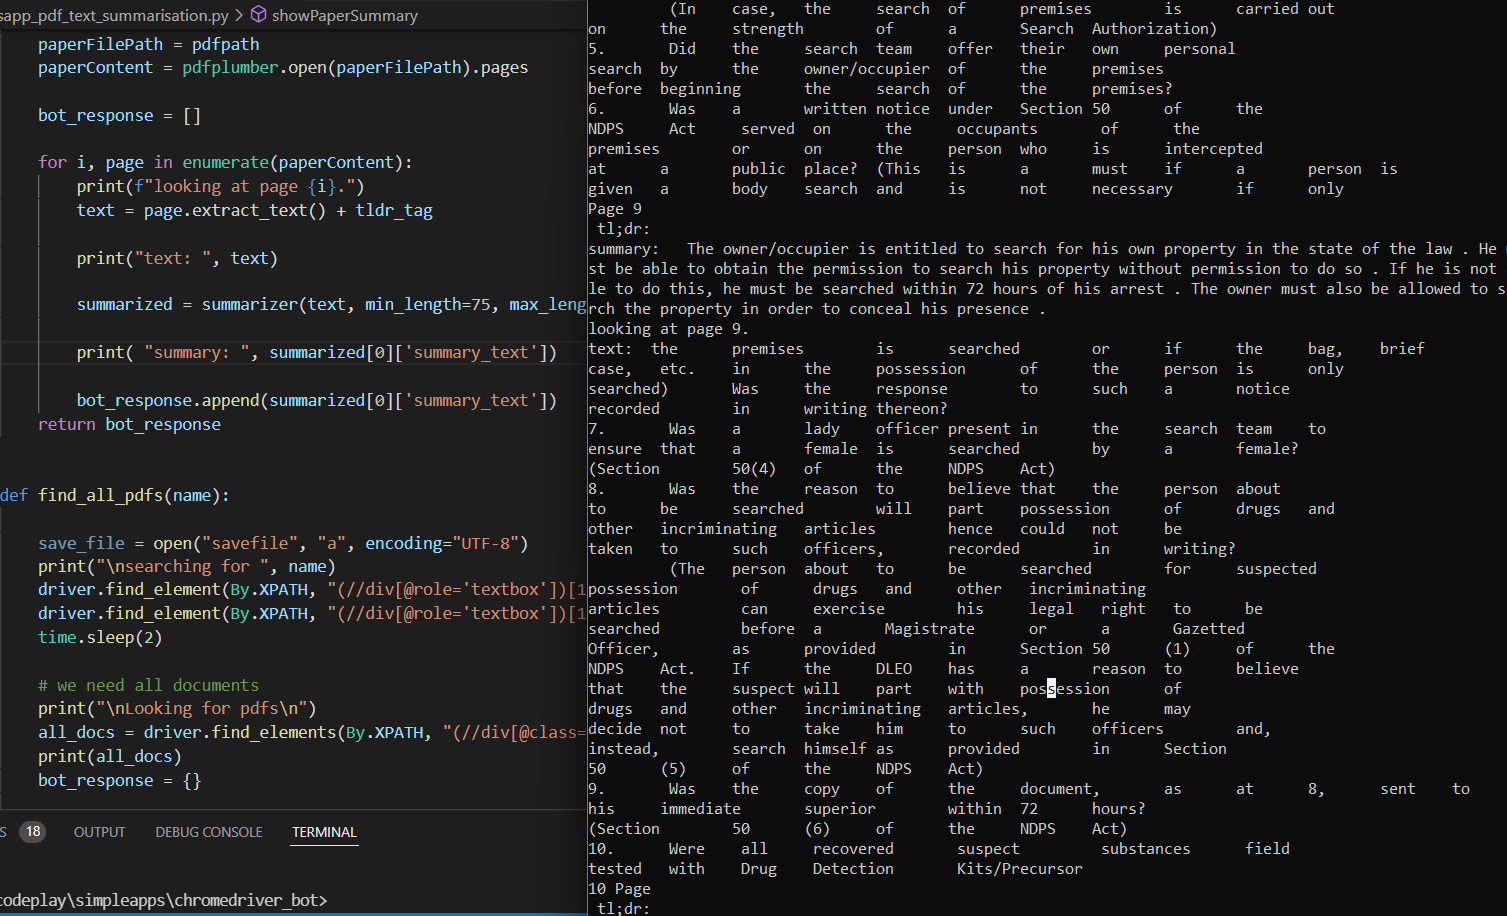 sapp_pdf_text_summarisation.py > showPaperSummary
paperFilePath = pdfpath
paperContent = pdfplumber.open(paperFilePath).pages
bot_response = []
for i, page in enumerate(paperContent):
print(f"looking at page {i}.")
text = page.extract_text() + tldr_tag
print("text: ", text)
summarized = summarizer(text, min_length=75, max_leng
print( "summary: ", summarized[0]['summary_text'])
bot_response.append(summarized[0]['summary_text'])
return bot_response
def find_all_pdfs(name):
save_file = open("savefile", "a", encoding="UTF-8")
print("\nsearching for ", name)
driver.find_element(By.XPATH, "(//div[@role='textbox'])[1
driver.find_element(By.XPATH, "(//div[@role='textbox'])[1
time.sleep(2)
# we need all documents
print("\nLooking for pdfs\n")
all_docs = driver.find_elements(By.XPATH, "(//div[@class=
print(all_docs)
bot_response = {}
S 18 OUTPUT DEBUG CONSOLE TERMINAL
codeplay\simpleapps\chromedriver_bot>
(In case, the search of premises is carried out
on the strength of a Search Authorization)
5. Did the search team offer their own personal
search by the owner/occupier of the premises
before beginning the search of the premises?
6. Was a written notice under Section 50 of the
NDPS Act served on the occupants of the
premises or on the person who is intercepted
at a public place? (This is a must if a person is
given a body search and is not necessary if only
Page 9
tl;dr:
summary: The owner/occupier is entitled to search for his own property in the state of the law . He
st be able to obtain the permission to search his property without permission to do so . If he is not
le to do this, he must be searched within 72 hours of his arrest . The owner must also be allowed to s
rch the property in order to conceal his presence .
looking at page 9.
text: the premises is searched or if the bag, brief
case, etc. in the possession of the person is only
searched) Was the response to such a notice
recorded in writing thereon?
7. Was a lady officer present in the search team to
ensure that a female is searched by a female?
(Section 50(4) of the NDPS Act)
8. Was the reason to believe that the person about
to be searched will part possession of drugs and
other incriminating articles hence could not be
taken to such officers, recorded in writing?
(The person about to be searched for suspected
possession of drugs and other incriminating
articles can exercise his legal right to be
searched before a Magistrate or a Gazetted
Officer, as provided in Section 50 (1) of the
NDPS Act. If the DLEO has a reason to believe
that the suspect will part with possession of
drugs and other incriminating articles, he may
decide not to take him to such officers and,
instead, search himself as provided in Section
50 (5) of the NDPS Act)
9. Was the copy of the document, as at 8, sent to
his immediate superior within 72 hours?
(Section 50 (6) of the NDPS Act)
10. Were all recovered suspect substances field
tested with Drug Detection Kits/Precursor
10 Page
tl;dr: